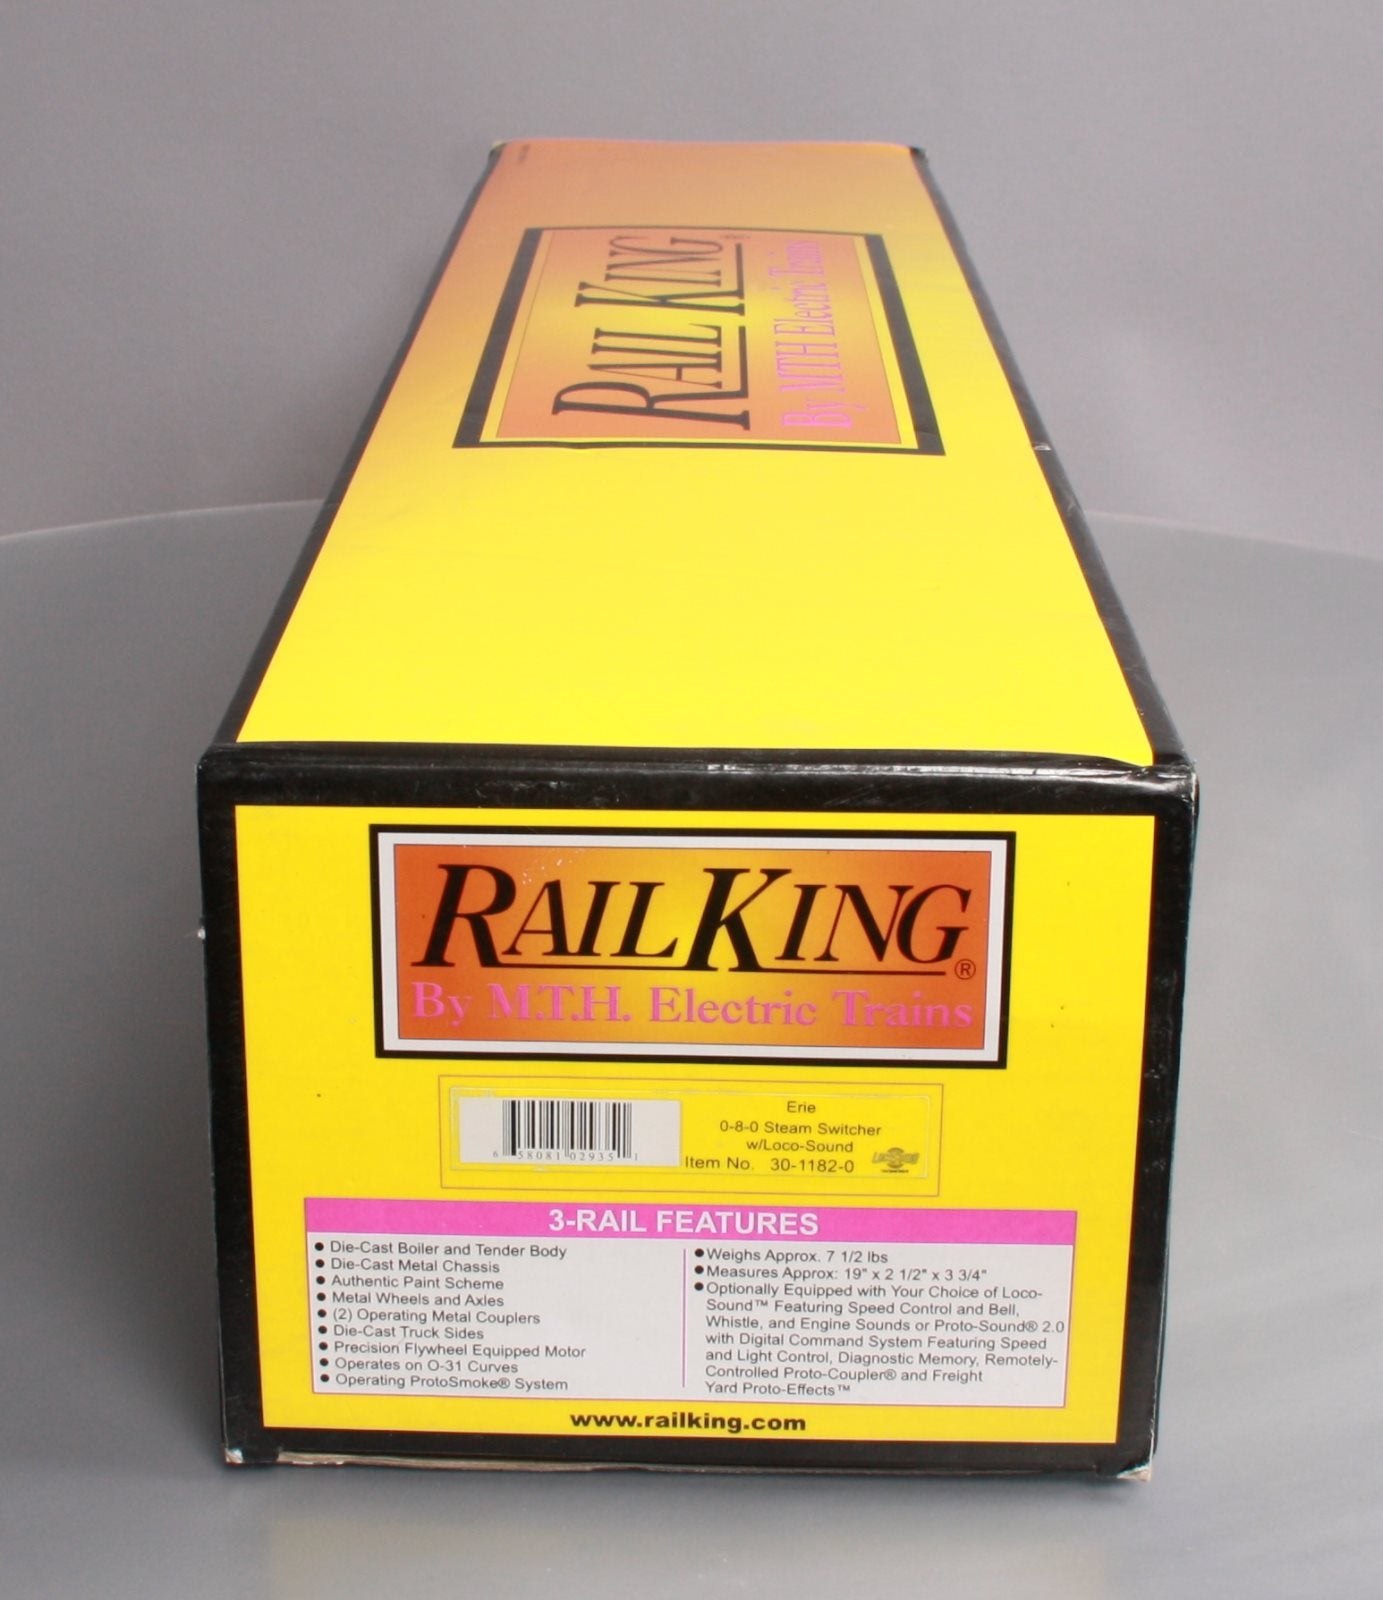 RAIL KING®
By MTH Electric Trains
RAILKING®
By M.T.H. Electric Trains
Erie
0-8-0 Steam Switcher
w/Loco-Sound
Item No. 30-1182-0
6 58081 02935 1
3-RAIL FEATURES
● Die-Cast Boiler and Tender Body
● Die-Cast Metal Chassis
● Authentic Paint Scheme
● Metal Wheels and Axles
● (2) Operating Metal Couplers
● Die-Cast Truck Sides
● Precision Flywheel Equipped Motor
● Operates on O-31 Curves
● Operating ProtoSmoke® System
● Weighs Approx. 7 1/2 lbs
● Measures Approx: 19" x 2 1/2" x 3 3/4"
● Optionally Equipped with Your Choice of Loco-
Sound™ Featuring Speed Control and Bell,
Whistle, and Engine Sounds or Proto-Sound® 2.0
with Digital Command System Featuring Speed
and Light Control, Diagnostic Memory, Remotely-
Controlled Proto-Coupler® and Freight
Yard Proto-Effects™
www.railking.com